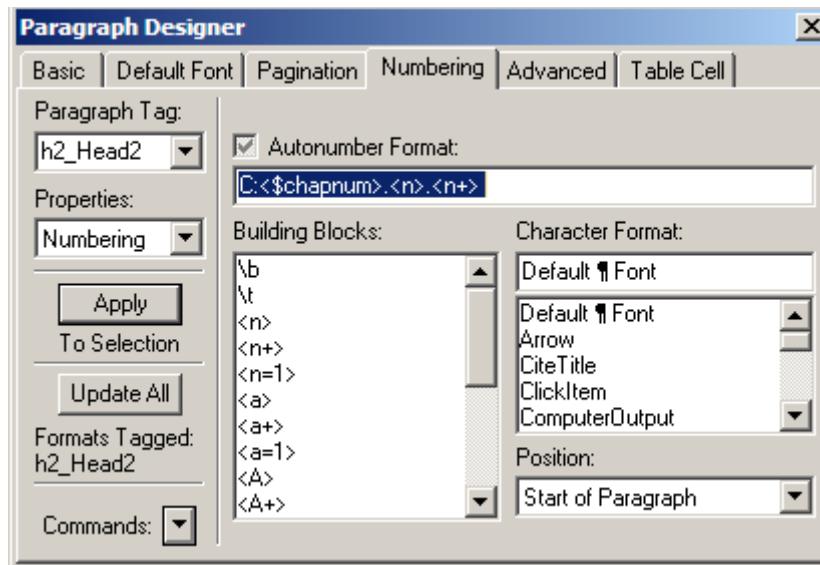 Paragraph Designer
Basic
Default Font
Pagination
Numbering
Advanced
Table Cell
Paragraph Tag:
h2_Head2
Properties:
Numbering
Apply
To Selection
Update All
Formats Tagged:
h2_Head2
Commands:
Autonumber Format:
C:<$chapnum>.<n>.<n+>
Building Blocks:
\b
\t
<n>
<n+>
<n=1>
<a>
<a+>
<a=1>
<A>
<A+>
Character Format:
Default ¶ Font
Default ¶ Font
Arrow
CiteTitle
ClickItem
ComputerOutput
Position:
Start of Paragraph